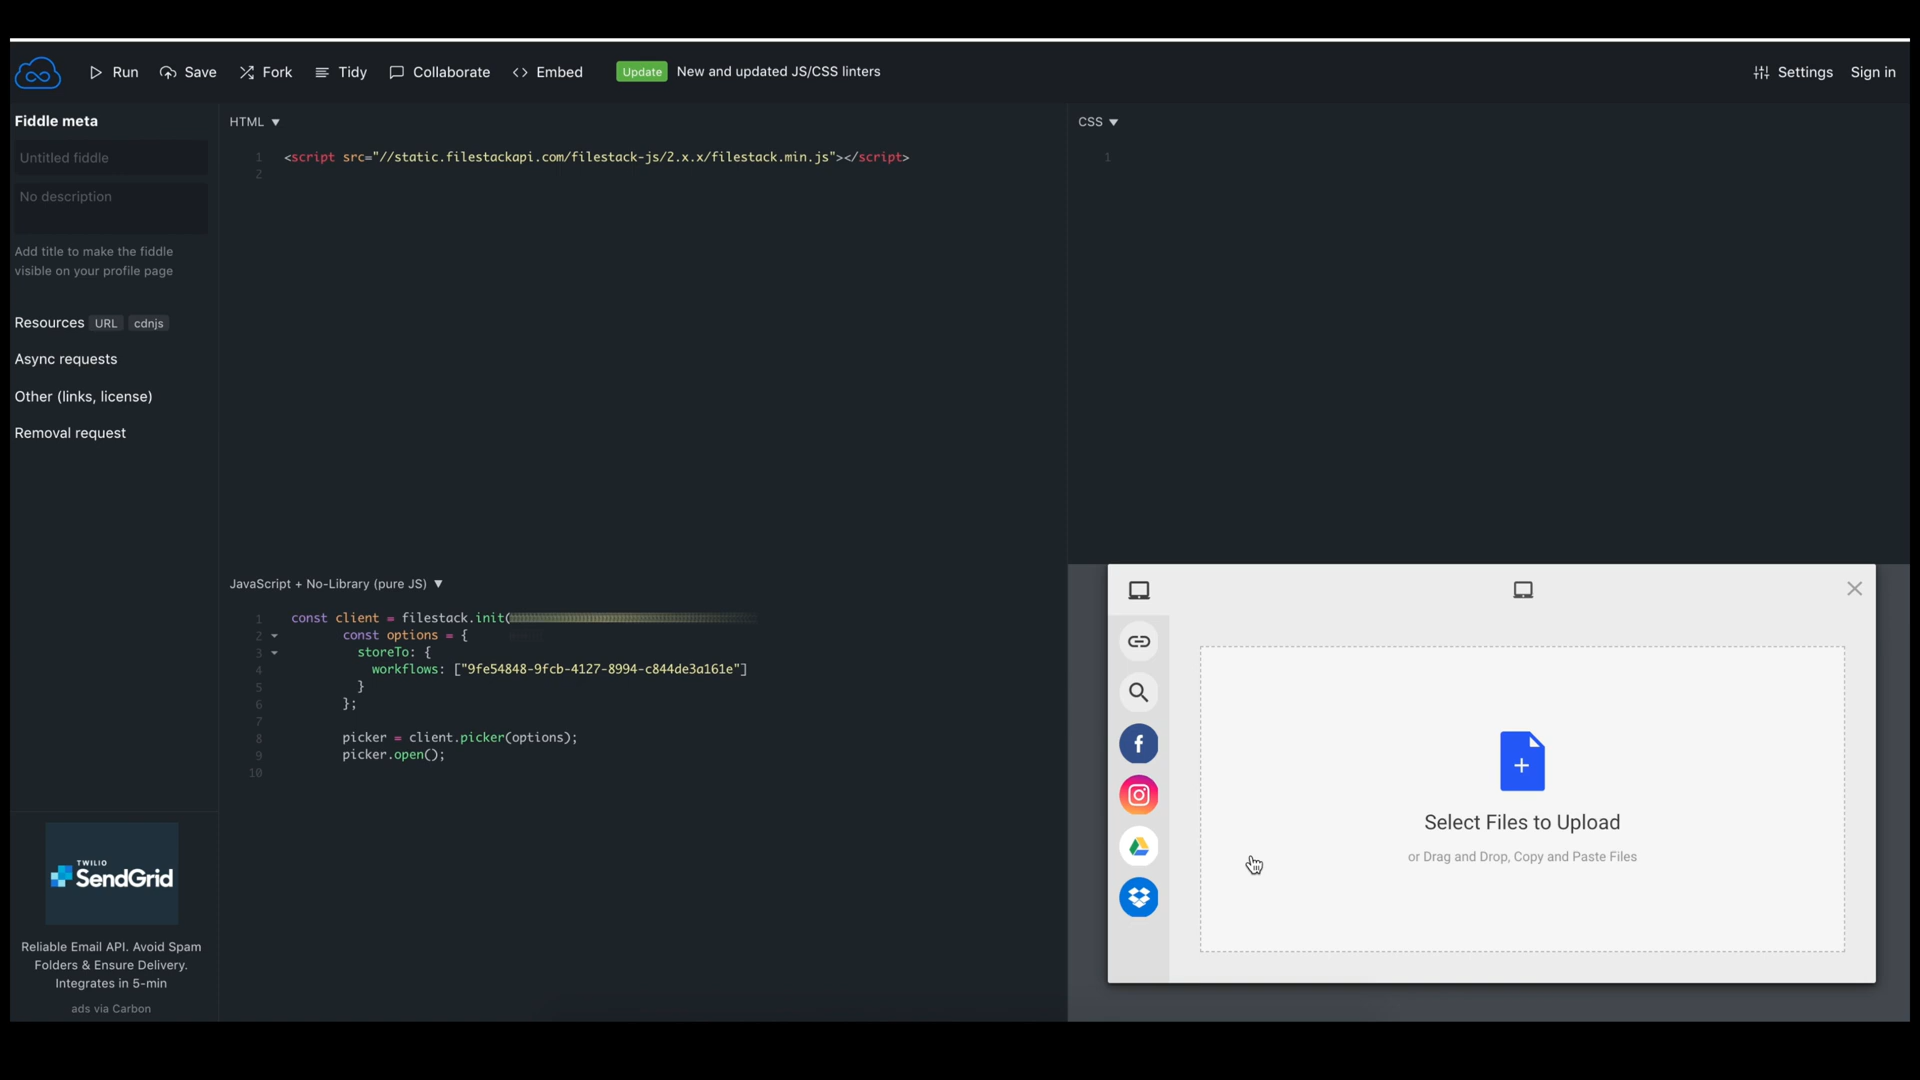 Run Save Fork Tidy Collaborate <> Embed Update New and updated JS/CSS linters Settings Sign in
Fiddle meta
Untitled fiddle
No description
Add title to make the fiddle
visible on your profile page
Resources URL cdnjs
Async requests
Other (links, license)
Removal request
TWILIO
SendGrid
Reliable Email API. Avoid Spam
Folders & Ensure Delivery.
Integrates in 5-min
ads via Carbon
HTML ▼
1 <script src="//static.filestackapi.com/filestack-js/2.x.x/filestack.min.js"></script>
2
CSS ▼
1
JavaScript + No-Library (pure JS) ▼
1 const client = filestack.init(
2 const options = {
3 storeTo: {
4 workflows: ["9fe54848-9fcb-4127-8994-c844de3a161e"]
5 }
6 };
7
8 picker = client.picker(options);
9 picker.open();
10
Select Files to Upload
or Drag and Drop, Copy and Paste Files